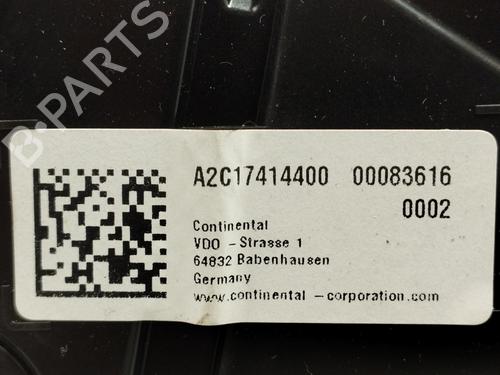 B-PARTS
A2C17414400 00083616
0002
Continental
VDO - Strasse 1
64832 Babenhausen
Germany
www.continental - corporation.com